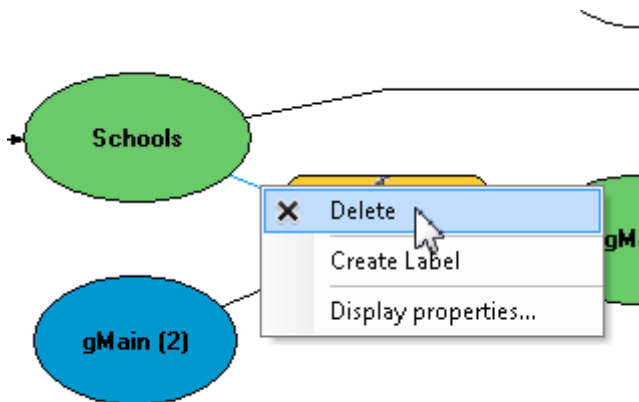 Schools
Delete
Create Label
Display properties...
gMain (2)